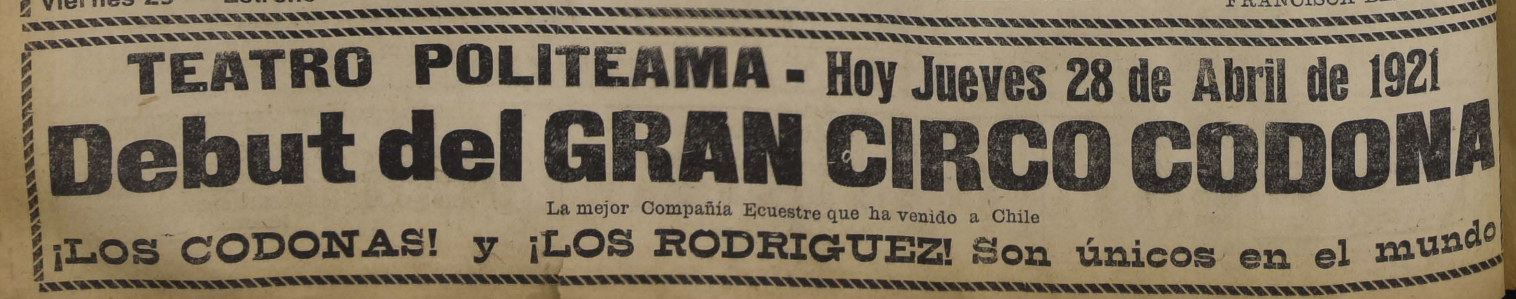 TEATRO POLITEAMA - Hoy Jueves 28 de Abril de 1921
Debut del GRAN CIRCO CODONA
La mejor Compañía Ecuestre que ha venido a Chile
¡LOS CODONAS! y ¡LOS RODRIGUEZ! Son únicos en el mundo